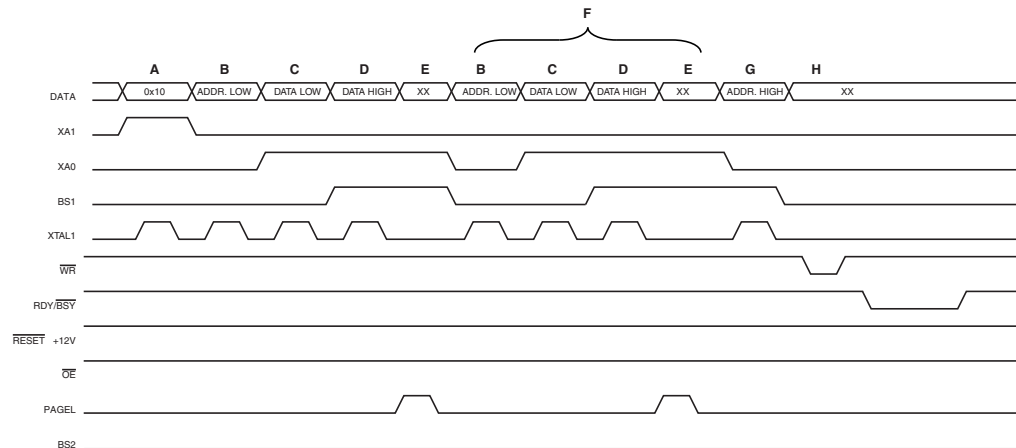 F
A B C D E B C D E G H
DATA 0x10 ADDR. LOW DATA LOW DATA HIGH XX ADDR. LOW DATA LOW DATA HIGH XX ADDR. HIGH XX
XA1
XA0
BS1
XTAL1
WR
RDY/BSY
RESET +12V
OE
PAGEL
BS2